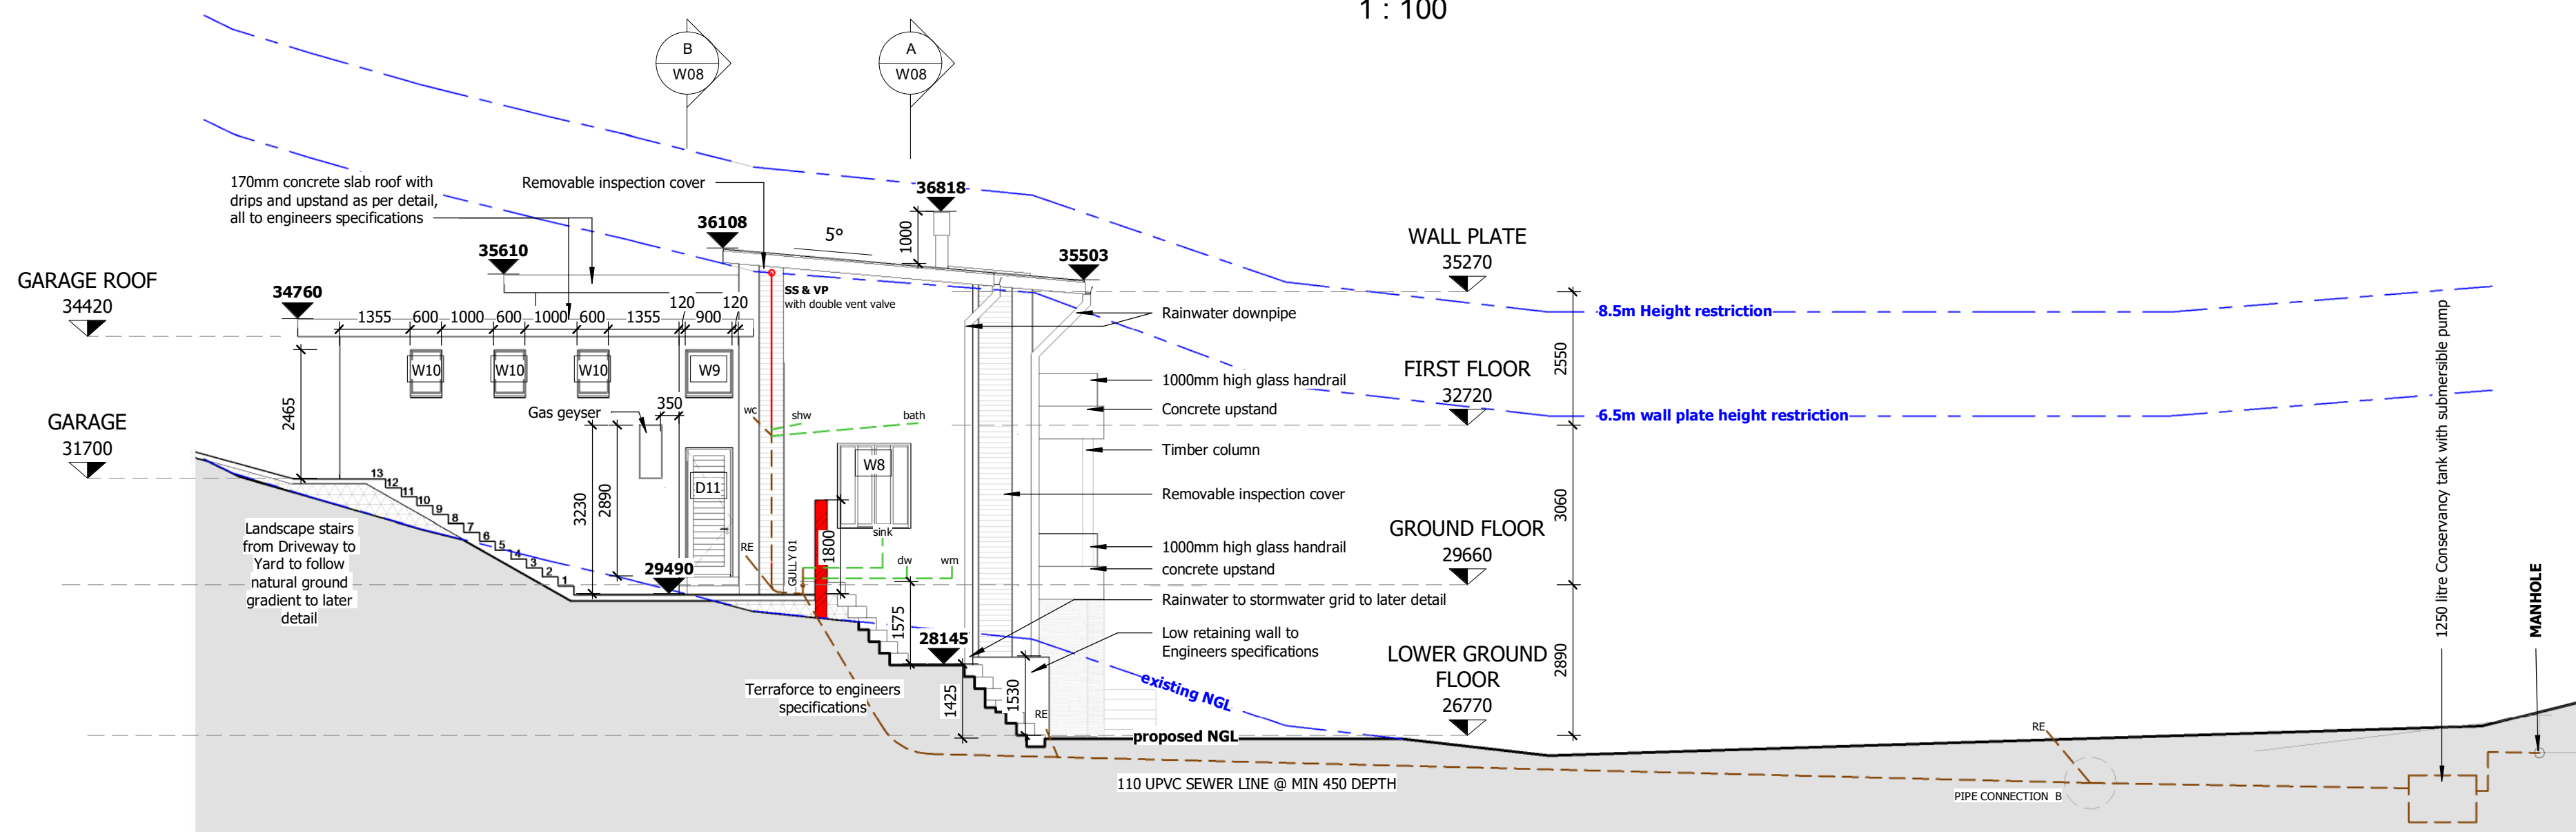 1 : 100
B
W08
A
W08
170mm concrete slab roof with
drips and upstand as per detail,
all to engineers specifications
Removable inspection cover
36818
36108
1000
5°
35610
35503
WALL PLATE
35270
GARAGE ROOF
34420
34760
SS & VP
with double vent valve
120
120
1355
600
1000
600
1000
600
1355
900
Rainwater downpipe
8.5m Height restriction
2550
W10
W10
W10
W9
FIRST FLOOR
32720
1000mm high glass handrail
Concrete upstand
6.5m wall plate height restriction
2465
Gas geyser
350
wc
shw
bath
GARAGE
31700
Timber column
W8
D11
Removable inspection cover
3230
2890
3060
13
12
11
10
9
8
7
6
5
4
3
2
1
Landscape stairs
from Driveway to
Yard to follow
natural ground
gradient to later
detail
RE
GULLY 01
1800
sink
dw
wm
GROUND FLOOR
29660
1000mm high glass handrail
concrete upstand
29490
Rainwater to stormwater grid to later detail
1575
28145
Low retaining wall to
Engineers specifications
LOWER GROUND
FLOOR
26770
2890
Terraforce to engineers
specifications
1425
1530
RE
existing NGL
proposed NGL
110 UPVC SEWER LINE @ MIN 450 DEPTH
RE
PIPE CONNECTION B
1250 litre Conservancy tank with submersible pump
MANHOLE